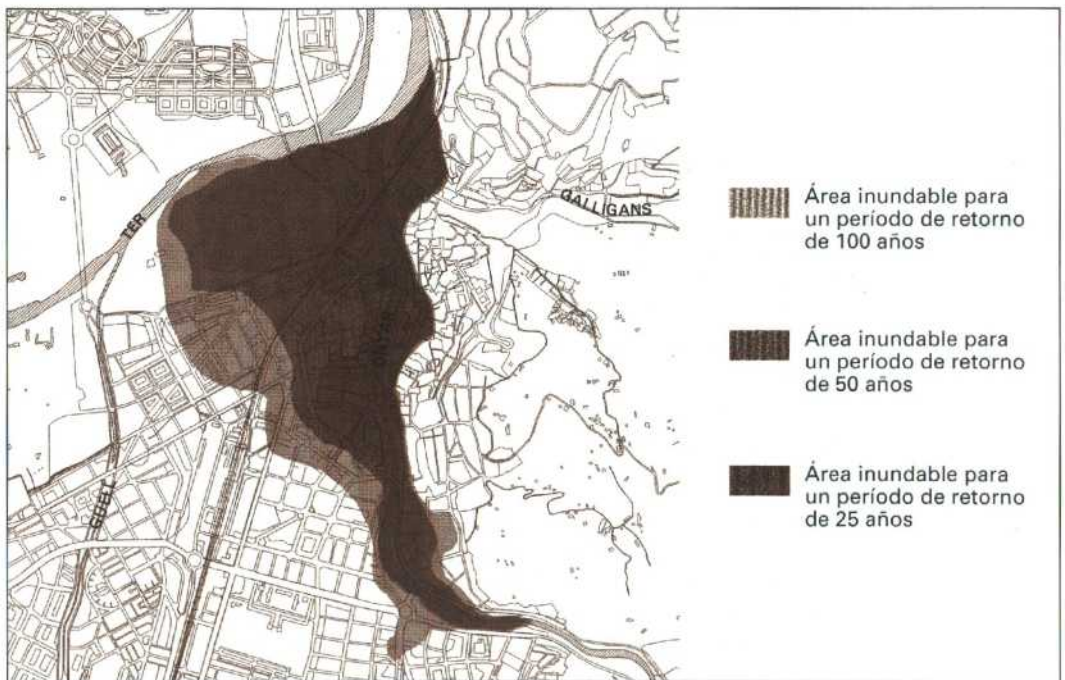 TER
GALLIGANS
GÜELL
Área inundable para
un período de retorno
de 100 años
Área inundable para
un período de retorno
de 50 años
Área inundable para
un período de retorno
de 25 años